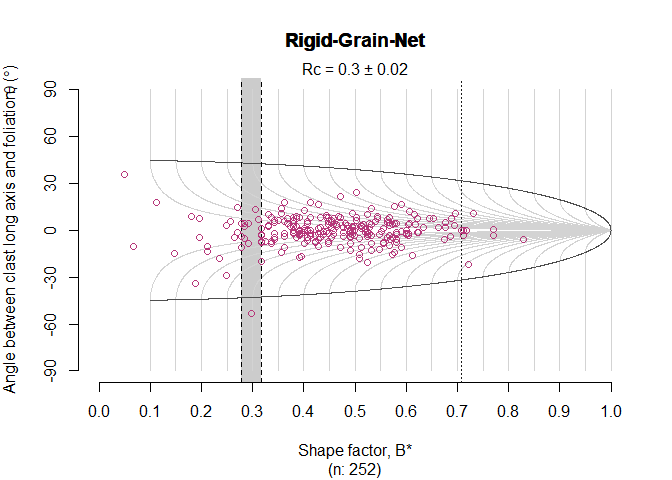 Rigid-Grain-Net
Rc = 0.3 ± 0.02
Angle between clast long axis and foliation, (°)
90
60
30
0
-30
-60
-90
0.0 0.1 0.2 0.3 0.4 0.5 0.6 0.7 0.8 0.9 1.0
Shape factor, B*
(n: 252)